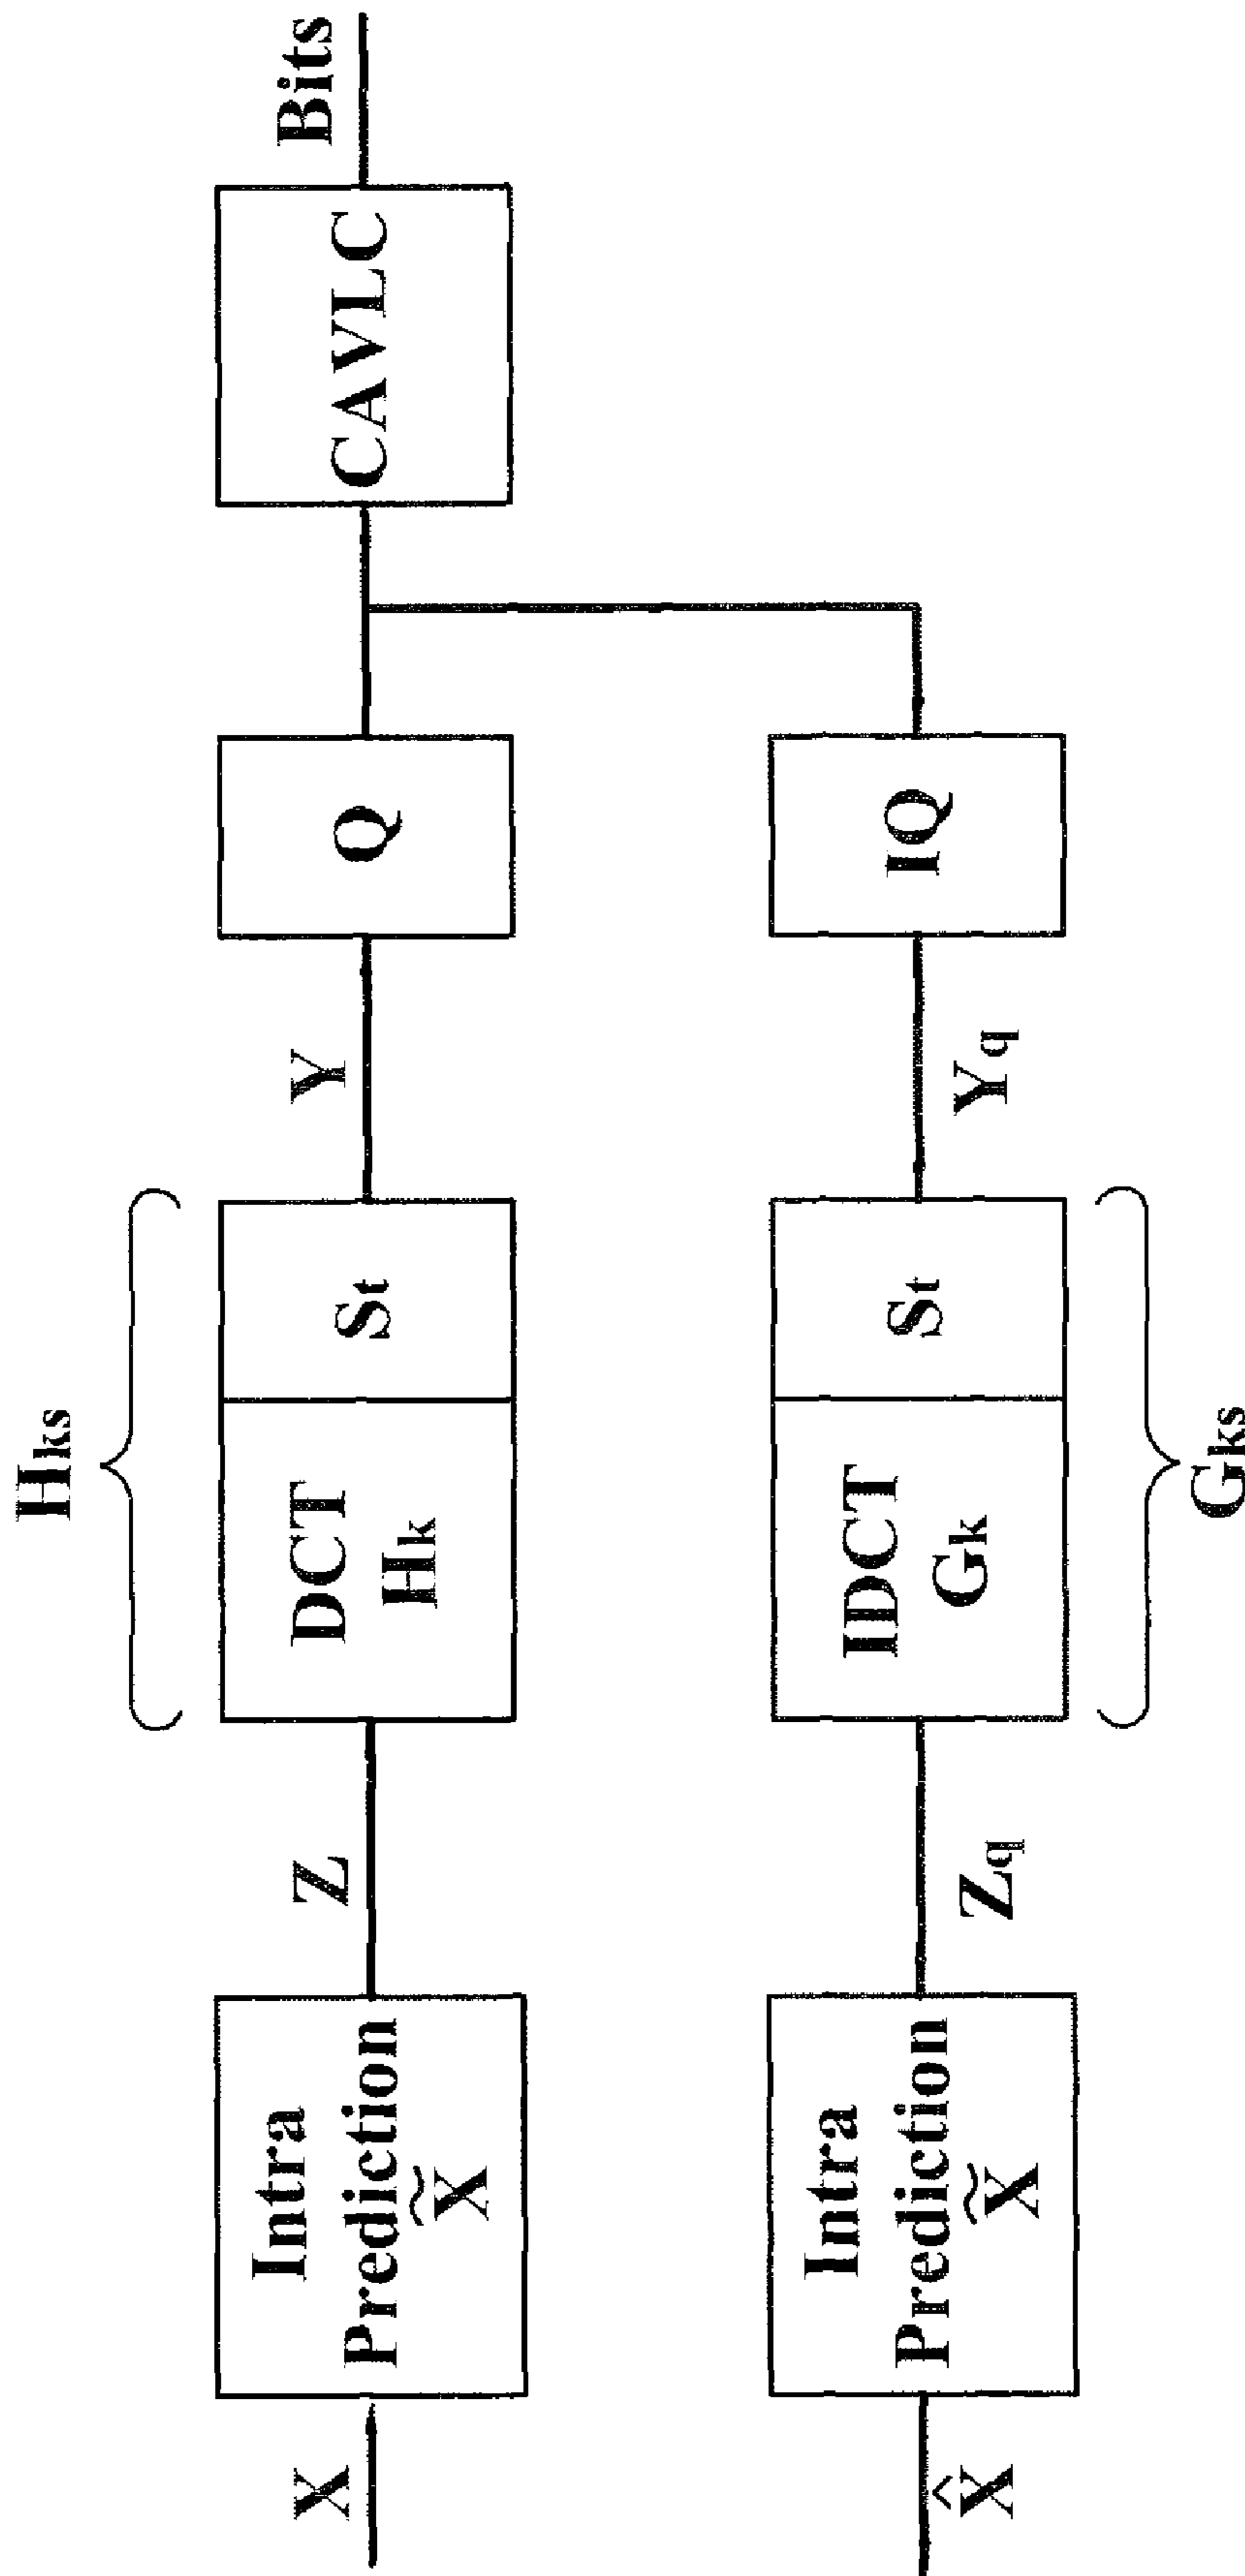 Hks
X
Intra
Prediction
X̃
Z
DCT
Hk
St
Y
Q
CAVLC
Bits
X̂
Intra
Prediction
X̃
Zq
IDCT
Gk
St
Yq
IQ
Gks